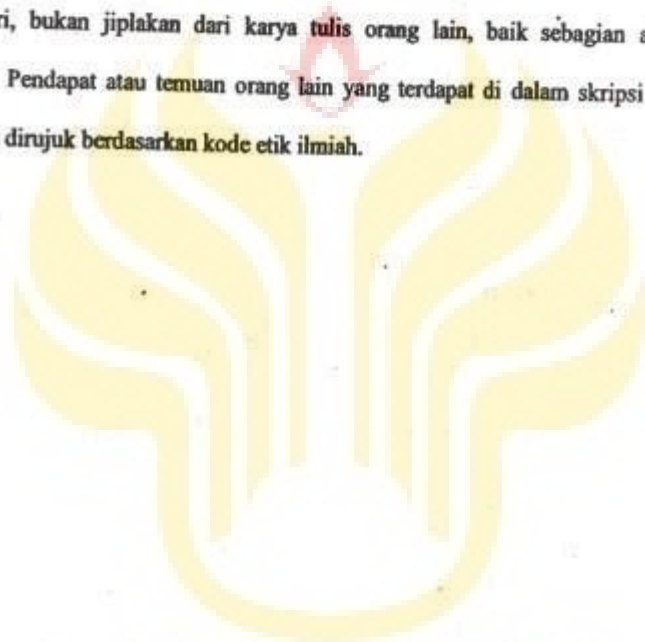 bukan jiplakan dari karya tulis orang lain, baik sebagian
Pendapat atau temuan orang lain yang terdapat di dalam skripsi
dirujuk berdasarkan kode etik ilmiah.